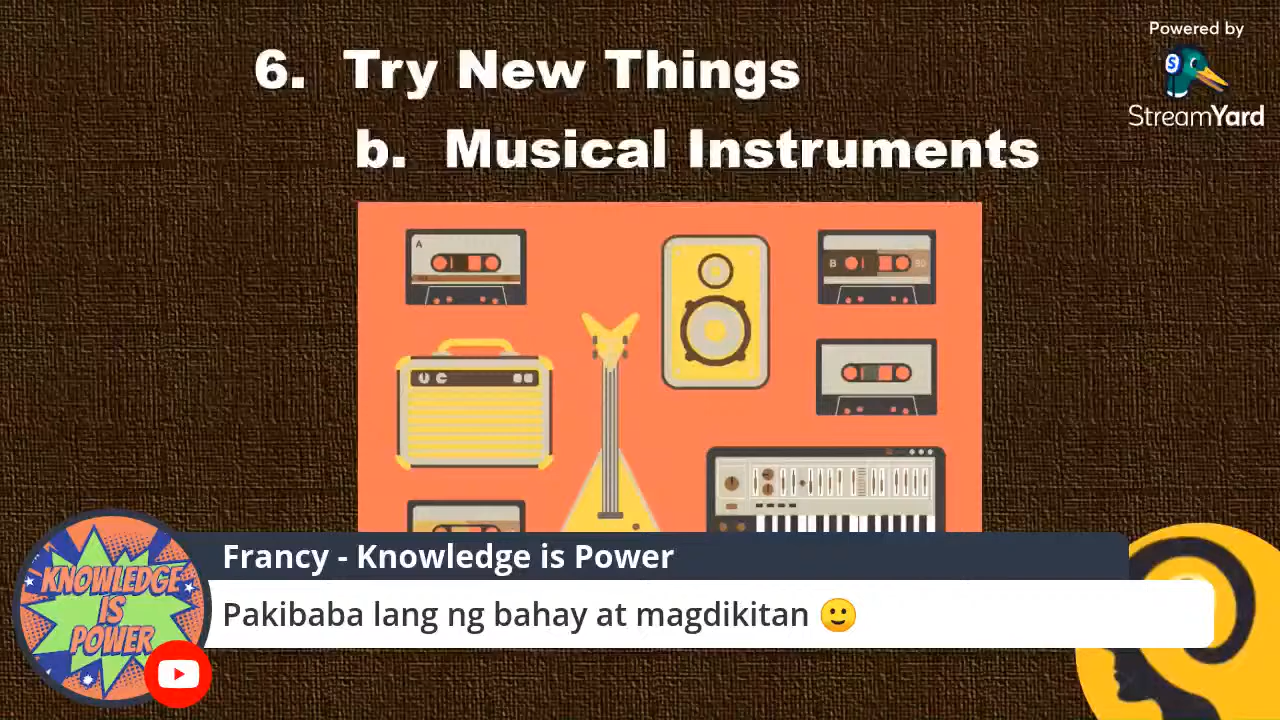 Powered by
StreamYard
6. Try New Things
b. Musical Instruments
A
B
80
Francy - Knowledge is Power
Pakibaba lang ng bahay at magdikitan 🙂
KNOWLEDGE
IS
POWER